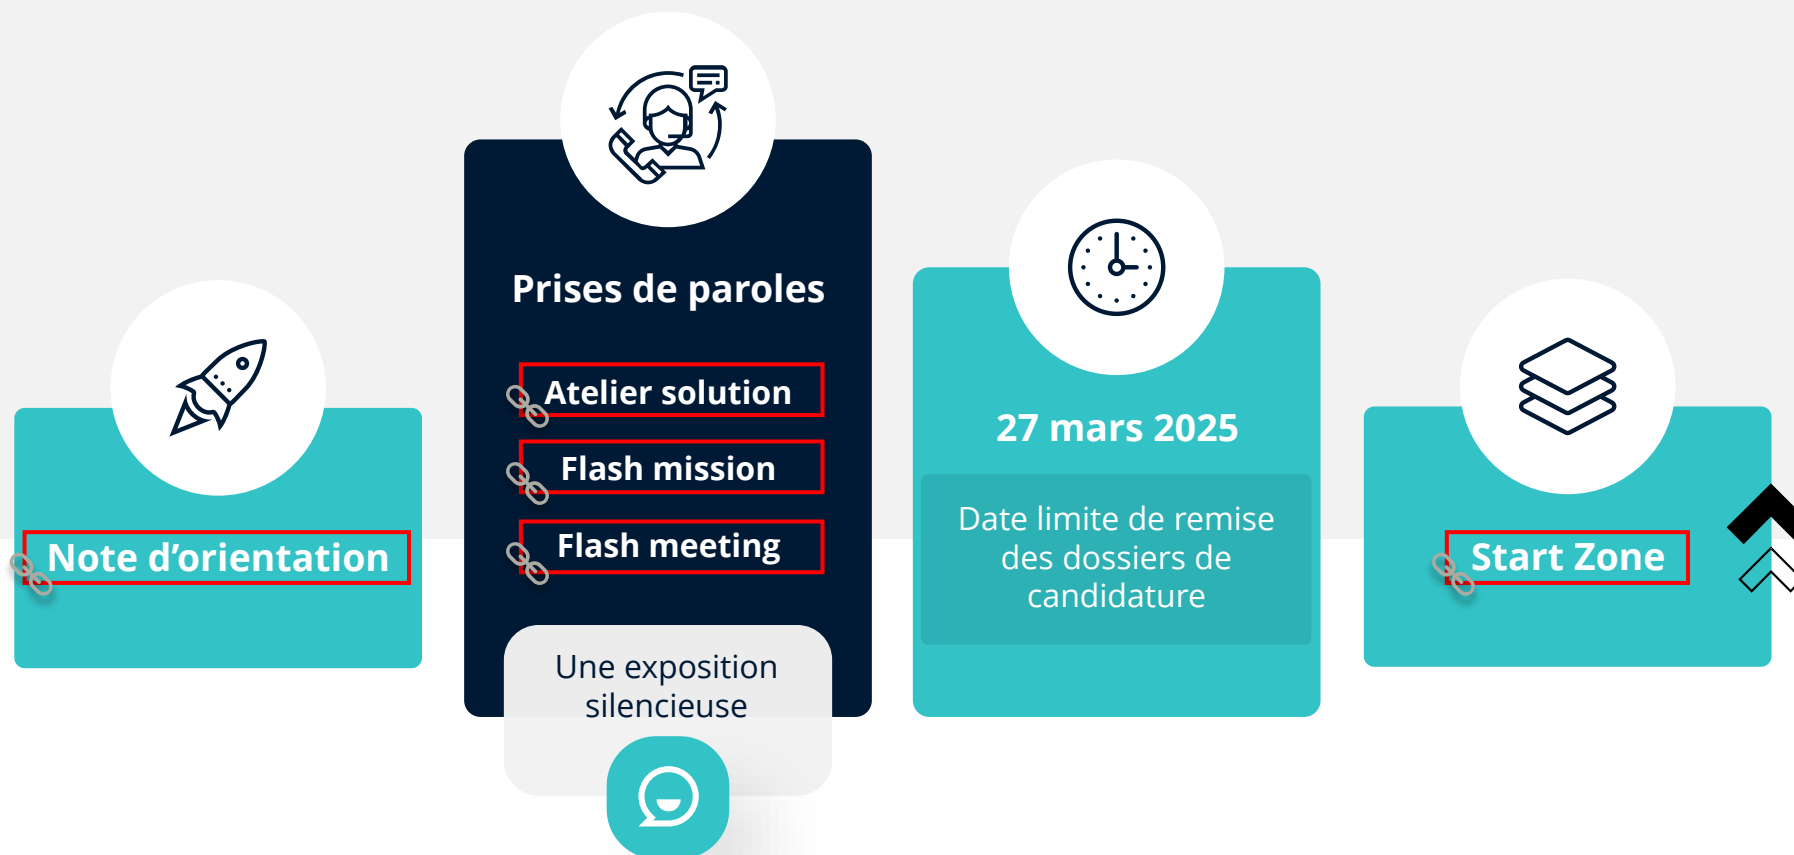 Note d’orientation
Prises de paroles
Atelier solution
Flash mission
Flash meeting
Une exposition
silencieuse
27 mars 2025
Date limite de remise
des dossiers de
candidature
Start Zone